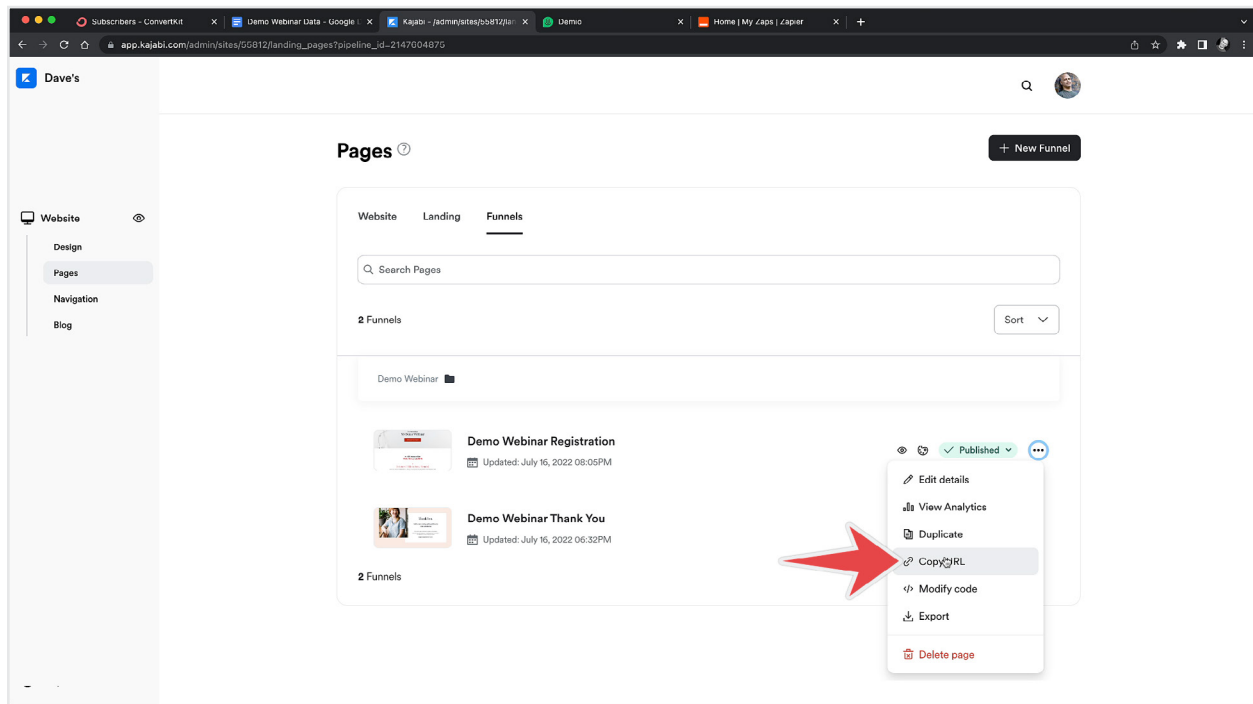 Subscribers - ConvertKit
Demo Webinar Data - Google
Kajabi - /admin/sites/55812/lan
Demio
Home | My Zaps | Zapier
app.kajabi.com/admin/sites/55812/landing_pages?pipeline_id=2147604875
Dave's
Pages
+ New Funnel
Website
Design
Pages
Navigation
Blog
Website Landing Funnels
Search Pages
2 Funnels
Sort
Demo Webinar
Demo Webinar Registration
Updated: July 16, 2022 08:05PM
Published
Edit details
View Analytics
Duplicate
Copy URL
Modify code
Export
Delete page
Demo Webinar Thank You
Updated: July 16, 2022 06:32PM
2 Funnels